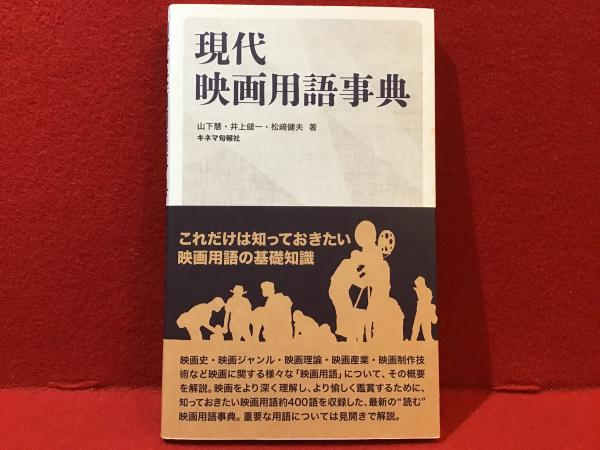 現代
映画用語事典
山下慧・井上健一・松﨑健夫 著
キネマ旬報社
これだけは知っておきたい
映画用語の基礎知識
映画史・映画ジャンル・映画理論・映画産業・映画制作技
術など映画に関する様々な「映画用語」について、その概要
を解説。映画をより深く理解し、より愉しく鑑賞するために、
知っておきたい映画用語約400語を収録した、最新の“読む”
映画用語事典。重要な用語については見開きで解説。